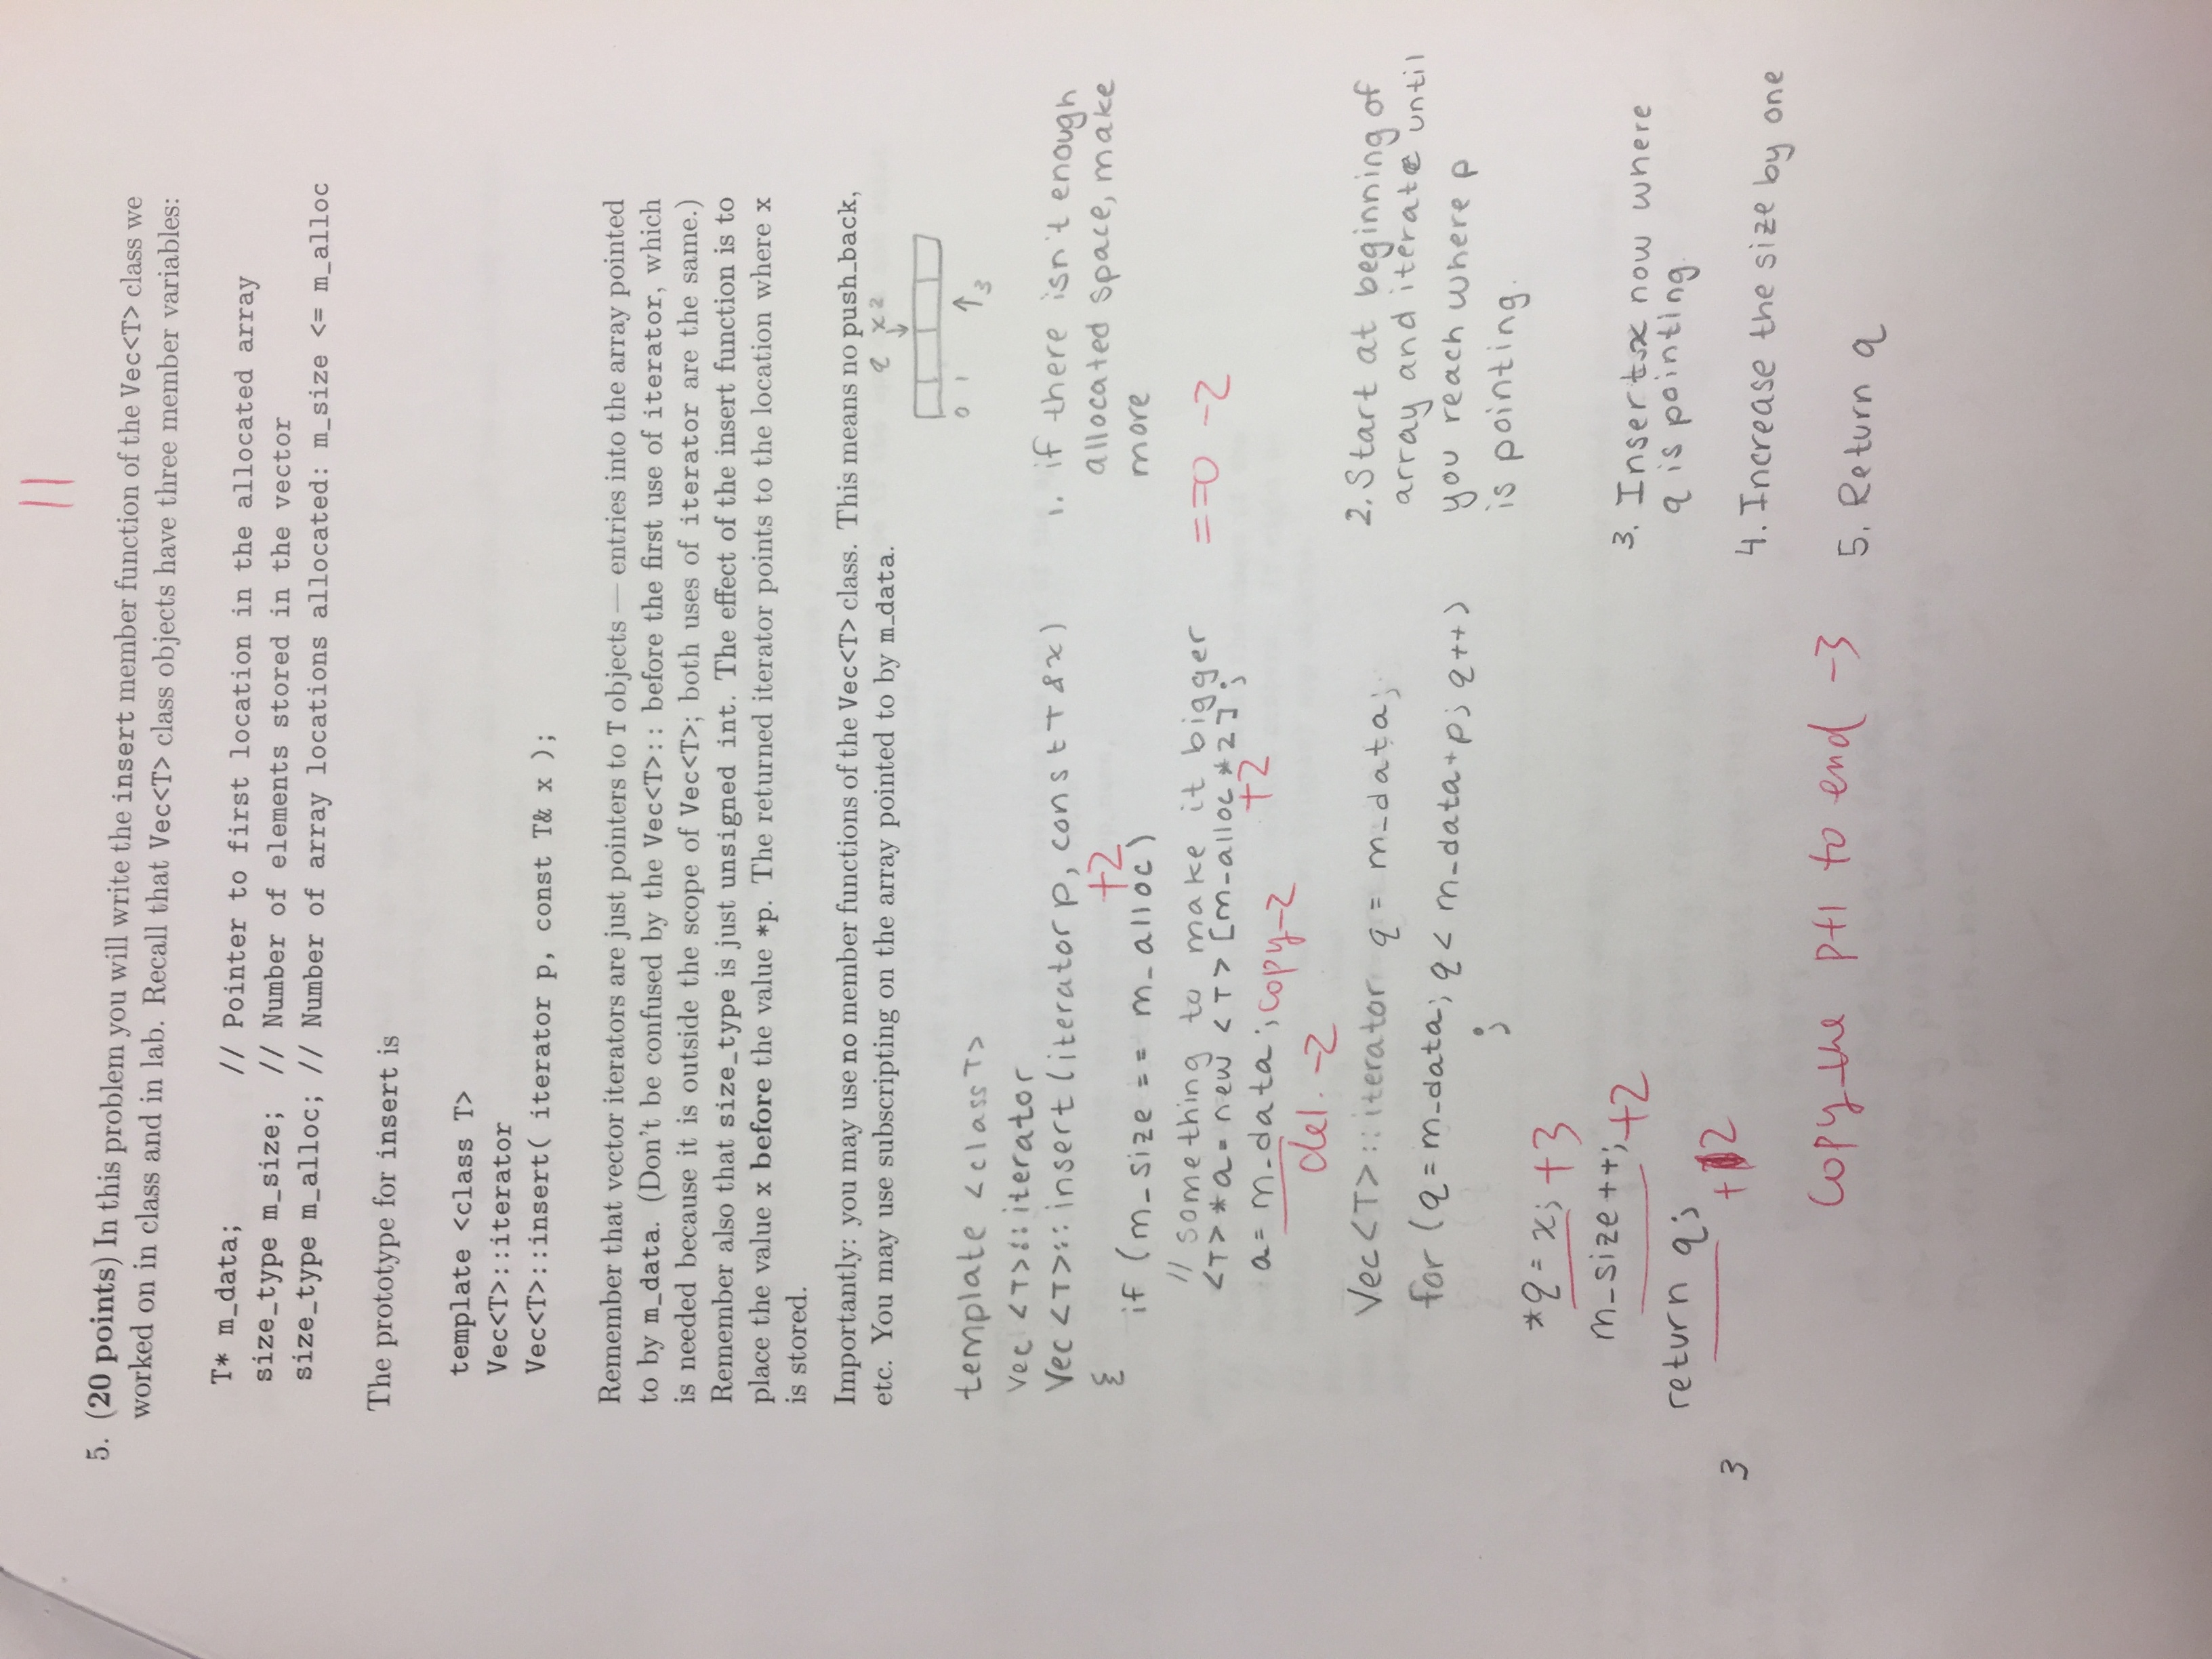 11
5. (20 points) In this problem you will write the insert member function of the Vec<T> class we
worked on in class and in lab. Recall that Vec<T> class objects have three member variables:
T* m_data; // Pointer to first location in the allocated array
size_type m_size; // Number of elements stored in the vector
size_type m_alloc; // Number of array locations allocated: m_size <= m_alloc
The prototype for insert is
template <class T>
Vec<T>::iterator
Vec<T>::insert( iterator p, const T& x );
Remember that vector iterators are just pointers to T objects — entries into the array pointed
to by m_data. (Don't be confused by the Vec<T>:: before the first use of iterator, which
is needed because it is outside the scope of Vec<T>; both uses of iterator are the same.)
Remember also that size_type is just unsigned int. The effect of the insert function is to
place the value x before the value *p. The returned iterator points to the location where x
is stored.
Importantly: you may use no member functions of the Vec<T> class. This means no push_back,
etc. You may use subscripting on the array pointed to by m_data.
q x 2
0 1 3
template <class T>
Vec <T>:: iterator
Vec <T>:: insert (iterator p, const T &x)
{ +2
if (m_size == m_alloc)
// something to make it bigger
<T> *a = new <T> [m_alloc *2];
+2
a = m_data; copy -2
del. -2
==0 -2
Vec<T>:: iterator q = m_data;
for (q = m_data; q < m_data + p; q++)
;
*q = x; +3
m_size ++; +2
return q;
+2
3
copy the p+1 to end -3
1. if there isn't enough
allocated space, make
more
2. Start at beginning of
array and iterate until
you reach where p
is pointing.
3. Insert x now where
q is pointing.
4. Increase the size by one
5. Return q